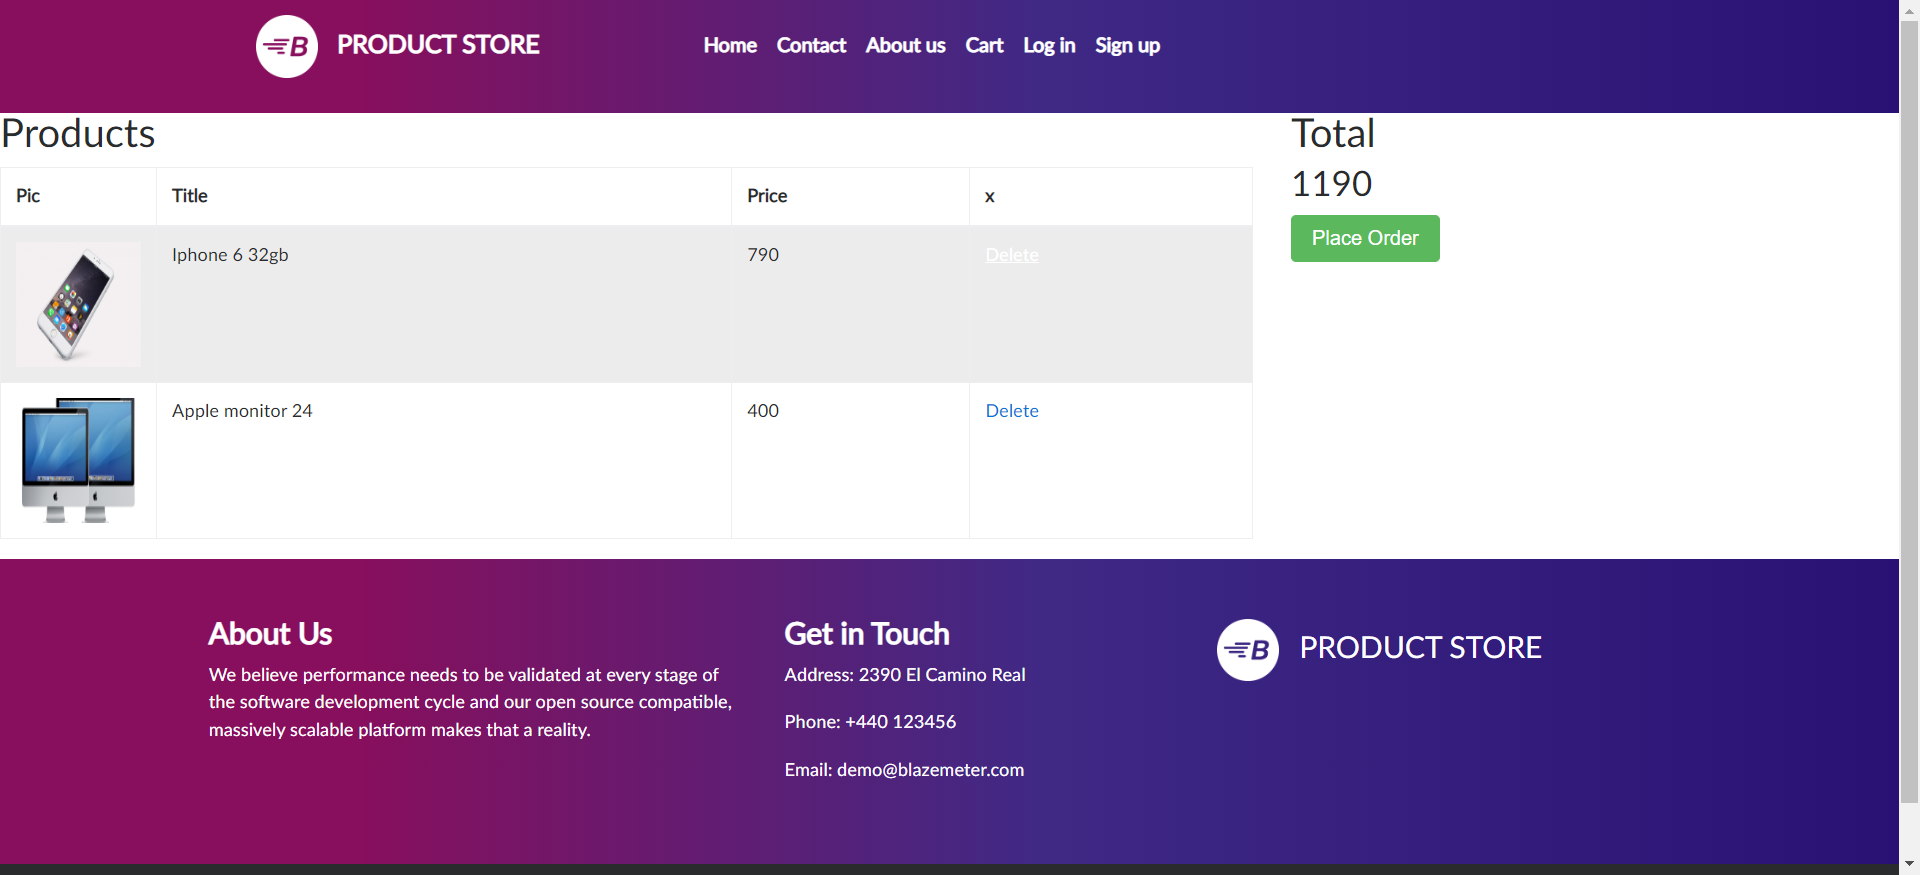 B PRODUCT STORE Home Contact About us Cart Log in Sign up
Products
Pic Title Price x
Iphone 6 32gb 790 Delete
Apple monitor 24 400 Delete
Total
1190
Place Order
About Us
We believe performance needs to be validated at every stage of
the software development cycle and our open source compatible,
massively scalable platform makes that a reality.
Get in Touch
Address: 2390 El Camino Real
Phone: +440 123456
Email: demo@blazemeter.com
B PRODUCT STORE